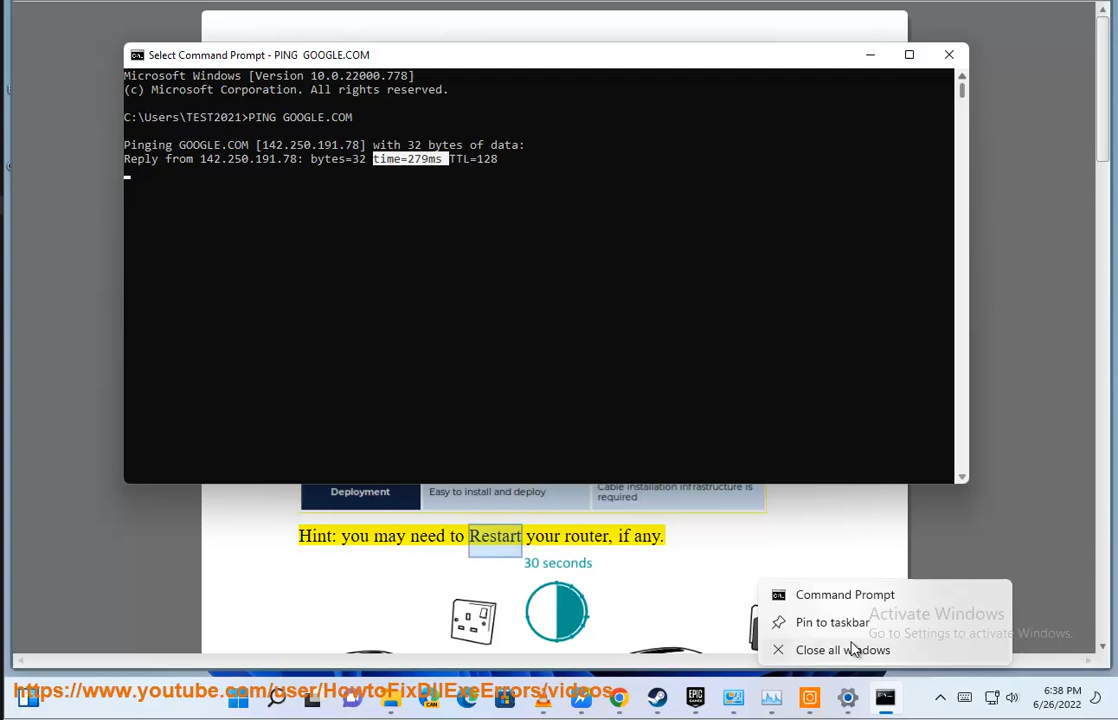 Select Command Prompt - PING  GOOGLE.COM
Microsoft Windows [Version 10.0.22000.778]
(c) Microsoft Corporation. All rights reserved.
C:\Users\TEST2021>PING GOOGLE.COM
Pinging GOOGLE.COM [142.250.191.78] with 32 bytes of data:
Reply from 142.250.191.78: bytes=32 time=279ms TTL=128
Deployment
Easy to install and deploy
Cable installation infrastructure is
required
Hint: you may need to Restart your router, if any.
30 seconds
Command Prompt
Pin to taskbar
Close all windows
Activate Windows
Go to Settings to activate Windows.
https://www.youtube.com/user/HowtoFixDllExeErrors/videos
CAN
EPIC
GAMES
6:38 PM
6/26/2022